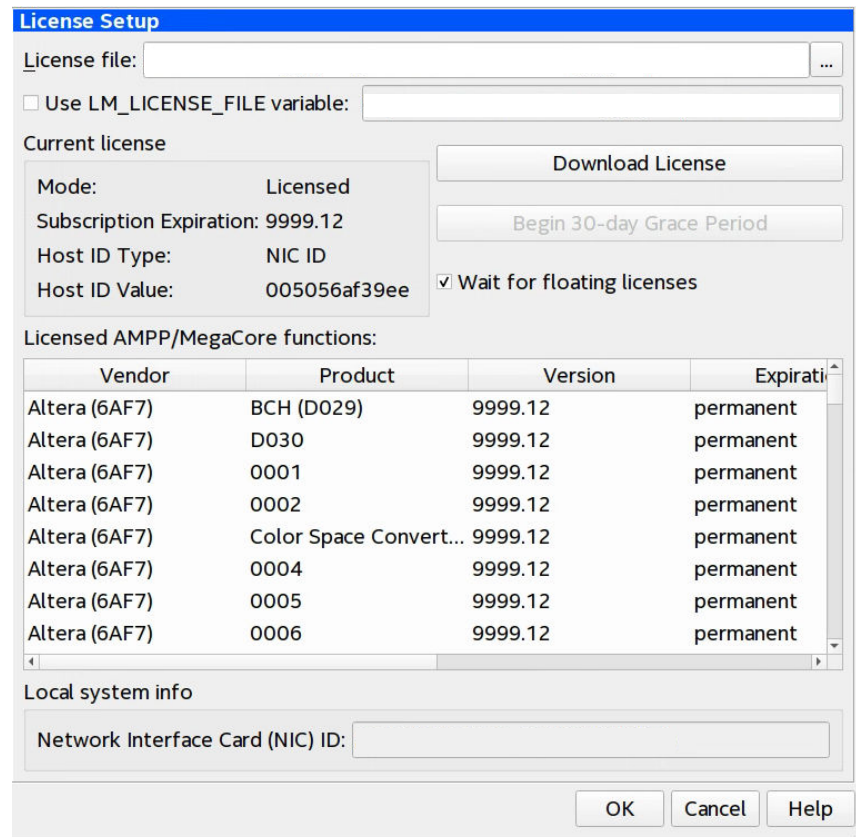 License Setup
License file:
...
Use LM_LICENSE_FILE variable:
Current license
Mode: Licensed
Subscription Expiration: 9999.12
Host ID Type: NIC ID
Host ID Value: 005056af39ee
Download License
Begin 30-day Grace Period
Wait for floating licenses
Licensed AMPP/MegaCore functions:
Vendor Product Version Expirati
Altera (6AF7) BCH (D029) 9999.12 permanent
Altera (6AF7) D030 9999.12 permanent
Altera (6AF7) 0001 9999.12 permanent
Altera (6AF7) 0002 9999.12 permanent
Altera (6AF7) Color Space Convert... 9999.12 permanent
Altera (6AF7) 0004 9999.12 permanent
Altera (6AF7) 0005 9999.12 permanent
Altera (6AF7) 0006 9999.12 permanent
Local system info
Network Interface Card (NIC) ID:
OK Cancel Help